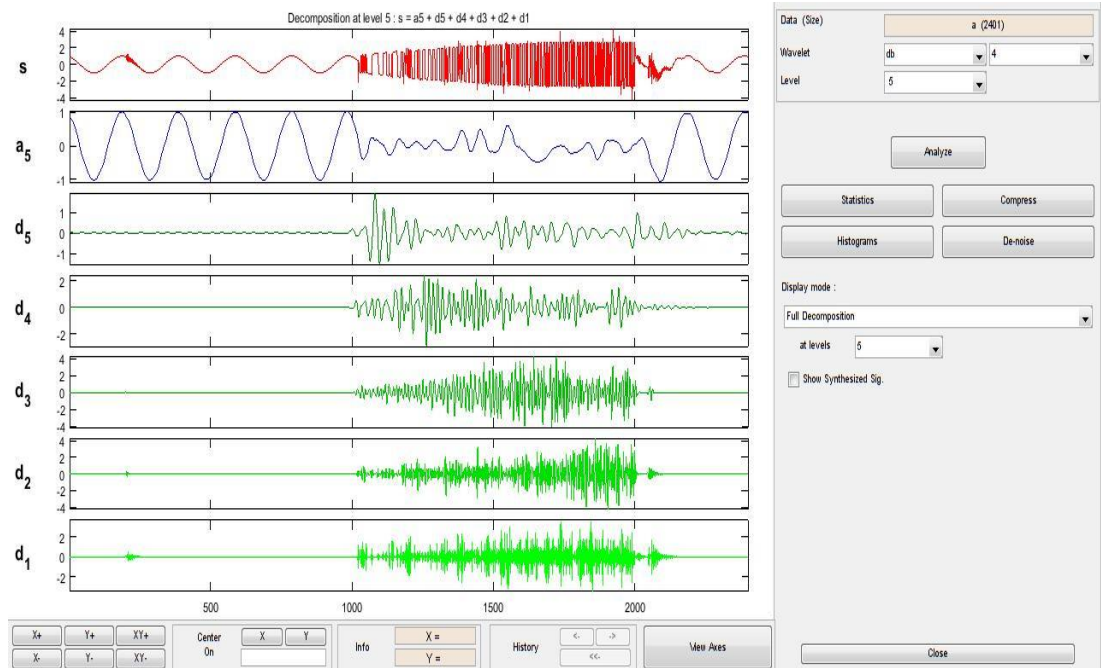 Decomposition at level 5 : s = a5 + d5 + d4 + d3 + d2 + d1
s
4
2
0
-2
-4
a5
1
0
-1
d5
1
0
-1
d4
2
0
-2
d3
4
2
0
-2
-4
d2
4
2
0
-2
-4
d1
2
0
-2
500 1000 1500 2000
Data (Size) a (2401)
Wavelet db 4
Level 5
Analyze
Statistics Compress
Histograms De-noise
Display mode :
Full Decomposition
at levels 5
Show Synthesized Sig.
X+ Y+ XY+
X- Y- XY-
Center On X Y
Info X =
Y =
History <- ->
<<-
View Axes
Close